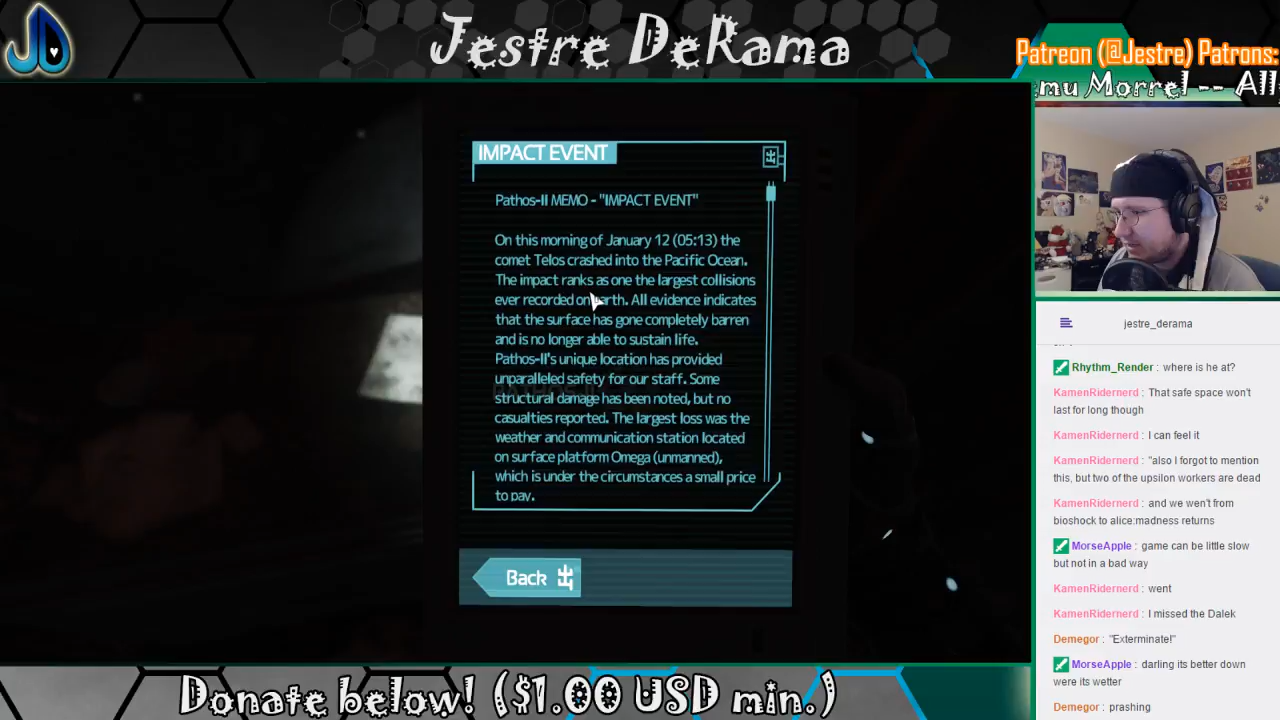 JD
Jestre DeRama
Patreon (@Jestre) Patrons:
emu Morrel -- All
IMPACT EVENT
Pathos-II MEMO - "IMPACT EVENT"
On this morning of January 12 (05:13) the
comet Telos crashed into the Pacific Ocean.
The impact ranks as one the largest collisions
ever recorded on earth. All evidence indicates
that the surface has gone completely barren
and is no longer able to sustain life.
Pathos-II's unique location has provided
unparalleled safety for our staff. Some
structural damage has been noted, but no
casualties reported. The largest loss was the
weather and communication station located
on surface platform Omega (unmanned),
which is under the circumstances a small price
to pay.
Back
jestre_derama
Rhythm_Render : where is he at?
KamenRidernerd : That safe space won't
last for long though
KamenRidernerd : I can feel it
KamenRidernerd : "also I forgot to mention
this, but two of the upsilon workers are dead
KamenRidernerd : and we wen't from
bioshock to alice:madness returns
MorseApple : game can be little slow
but not in a bad way
KamenRidernerd : went
KamenRidernerd : I missed the Dalek
Demegor : "Exterminate!"
MorseApple : darling its better down
were its wetter
Demegor : prashing
Donate below! ($1.00 USD min.)